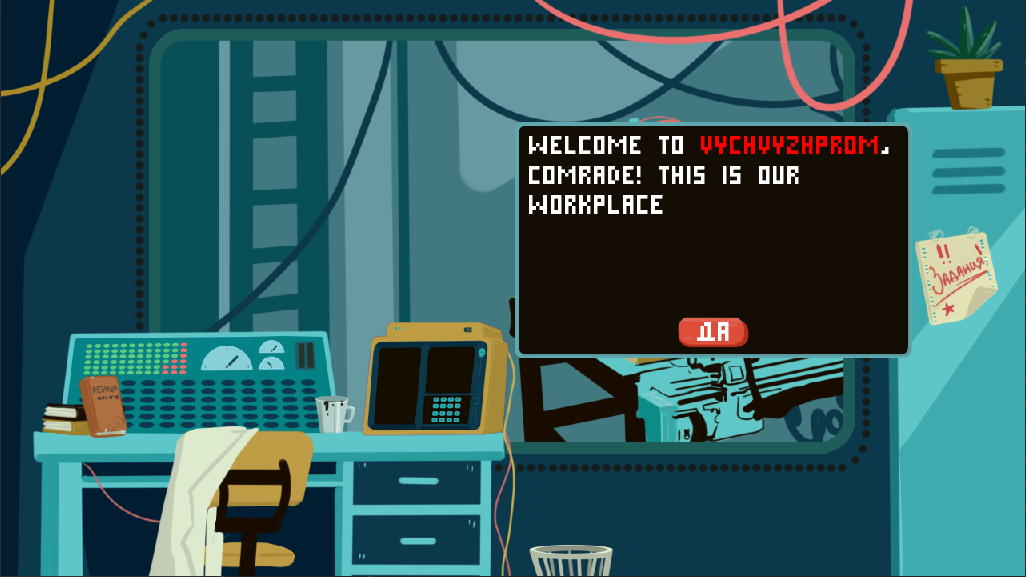 WELCOME TO VYCHVYZHPROM,
COMRADE! THIS IS OUR
WORKPLACE
ДА
!! !
ЗАДАНИЯ